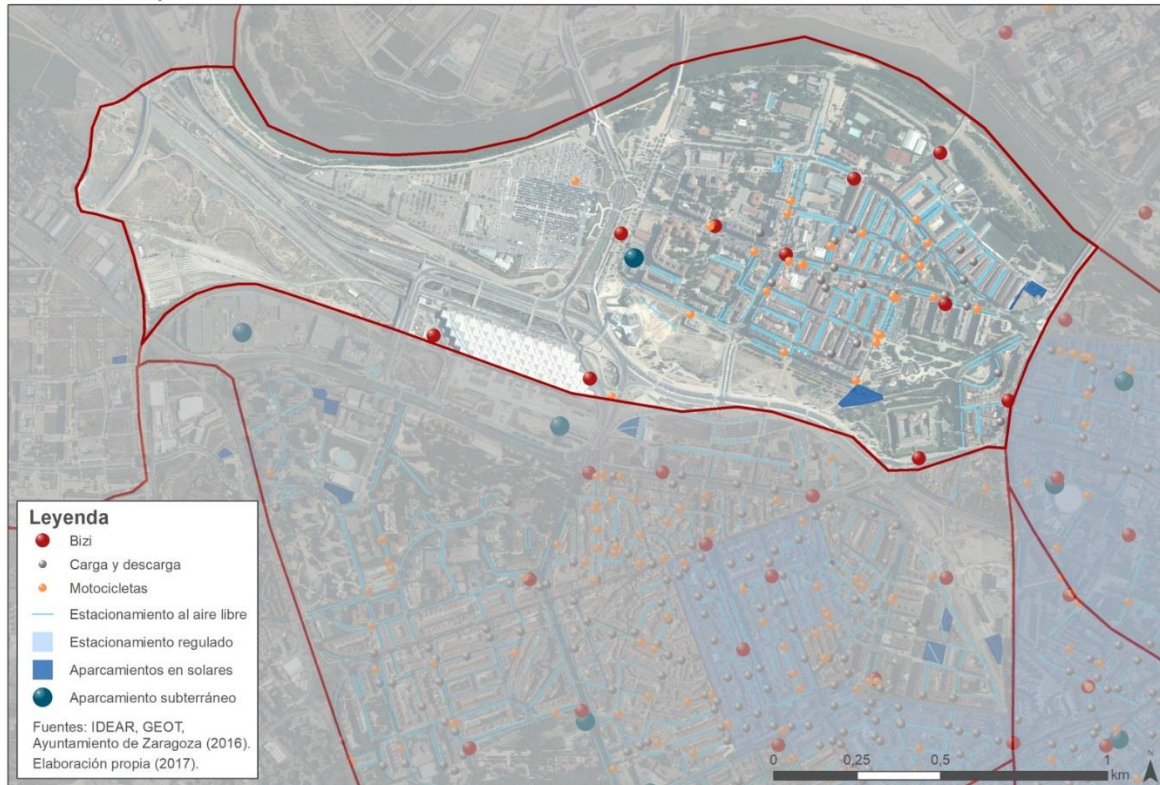 Leyenda
Bizi
Carga y descarga
Motocicletas
Estacionamiento al aire libre
Estacionamiento regulado
Aparcamientos en solares
Aparcamiento subterráneo
Fuentes: IDEAR, GEOT,
Ayuntamiento de Zaragoza (2016).
Elaboración propia (2017).
0 0,25 0,5 1
km
N